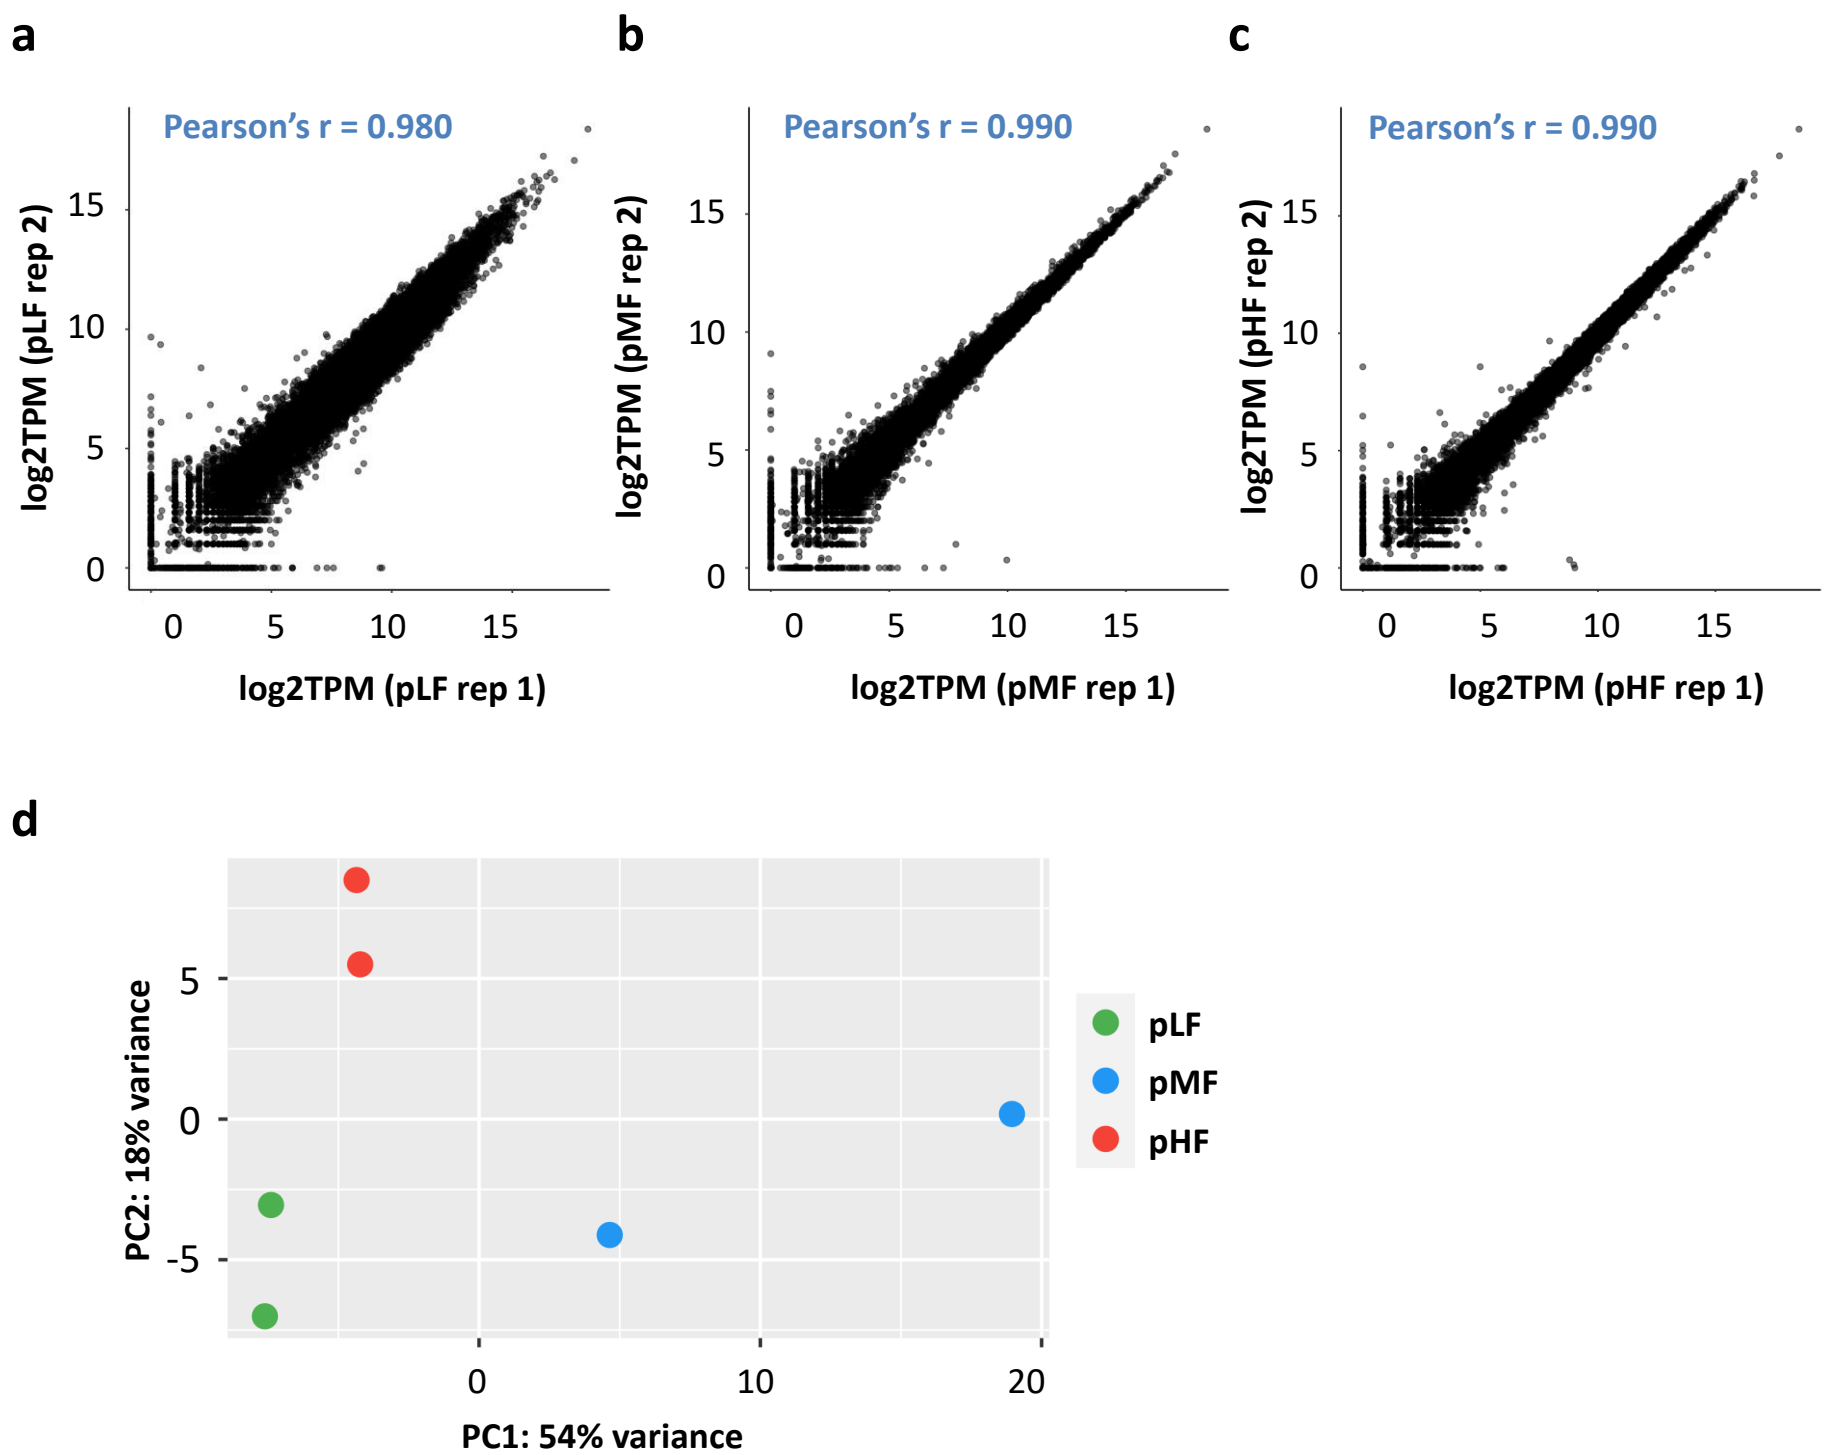 a
b
c
Pearson's r = 0.980
Pearson's r = 0.990
Pearson's r = 0.990
log2TPM (pLF rep 2)
15
10
5
0
0 5 10 15
log2TPM (pLF rep 1)
log2TPM (pMF rep 2)
15
10
5
0
0 5 10 15
log2TPM (pMF rep 1)
log2TPM (pHF rep 2)
15
10
5
0
0 5 10 15
log2TPM (pHF rep 1)
d
PC2: 18% variance
5
0
-5
0 10 20
PC1: 54% variance
pLF
pMF
pHF